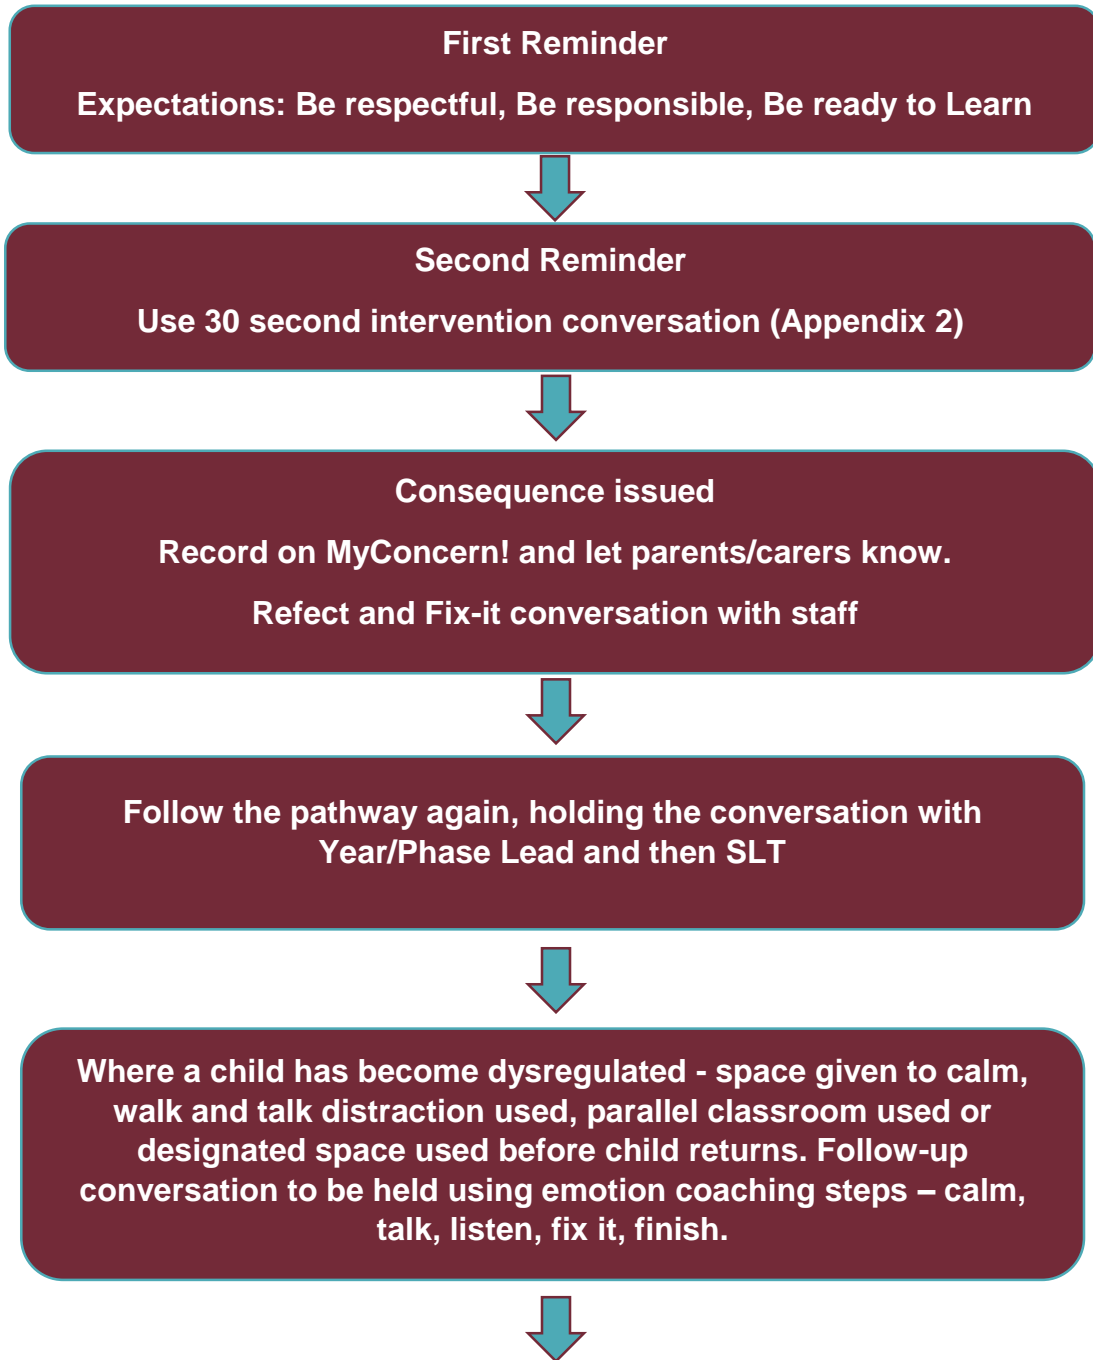 First Reminder
Expectations: Be respectful, Be responsible, Be ready to Learn
Second Reminder
Use 30 second intervention conversation (Appendix 2)
Consequence issued
Record on MyConcern! and let parents/carers know.
Refect and Fix-it conversation with staff
Follow the pathway again, holding the conversation with
Year/Phase Lead and then SLT
Where a child has become dysregulated - space given to calm,
walk and talk distraction used, parallel classroom used or
designated space used before child returns. Follow-up
conversation to be held using emotion coaching steps – calm,
talk, listen, fix it, finish.